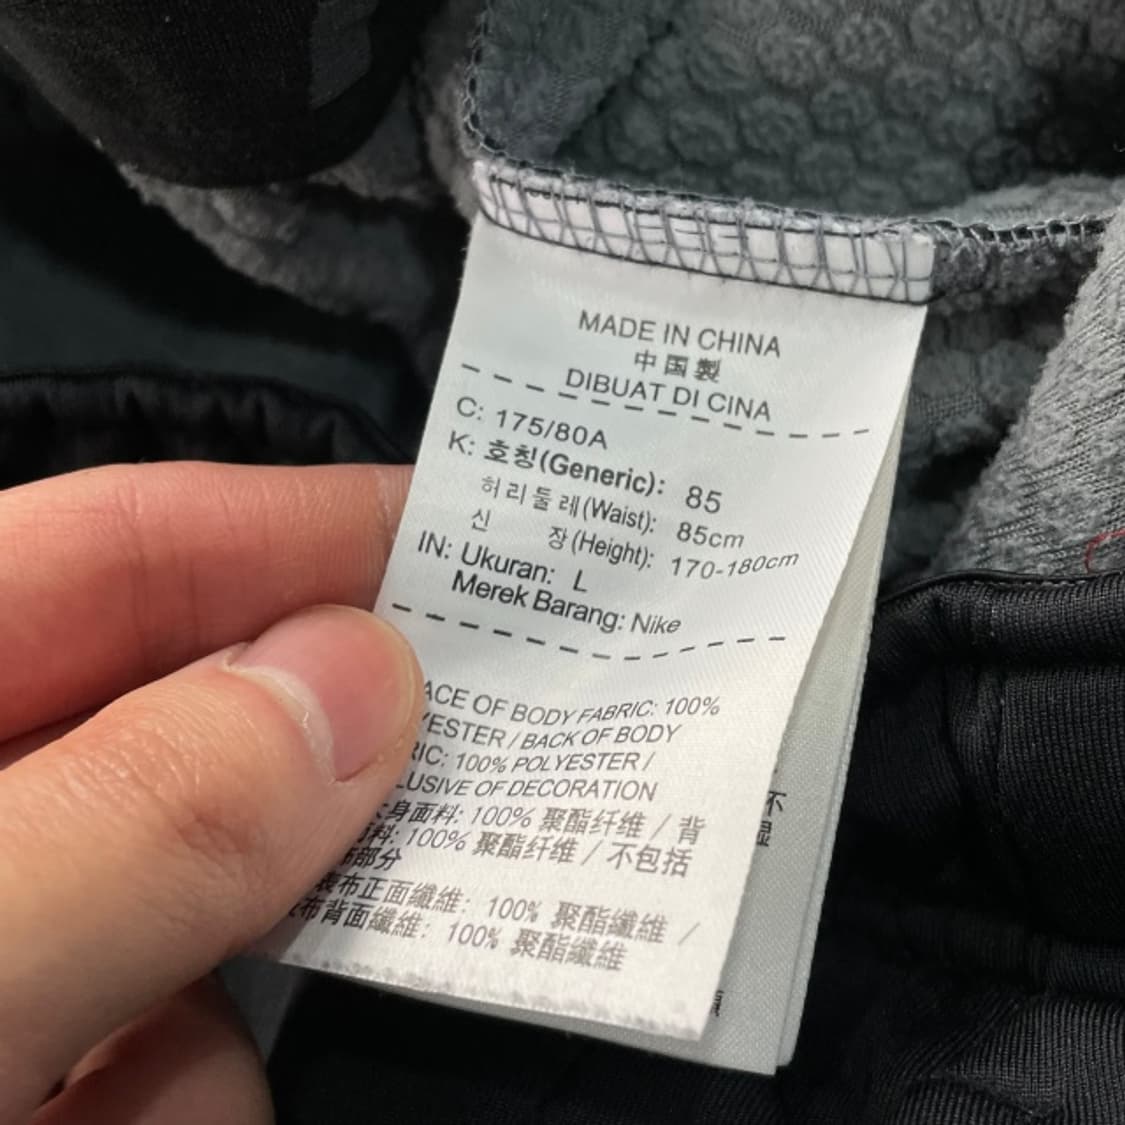 MADE IN CHINA
中国製
DIBUAT DI CINA
C: 175/80A
K: 호칭(Generic): 85
허리둘레(Waist): 85cm
신 장(Height): 170-180cm
IN: Ukuran: L
Merek Barang: Nike
ACE OF BODY FABRIC: 100%
YESTER / BACK OF BODY
RIC: 100% POLYESTER /
LUSIVE OF DECORATION
身面料: 100% 聚酯纤维 / 背
料: 100% 聚酯纤维 / 不包括
部分
表布正面纖維: 100% 聚酯纖維 /
布背面纖維: 100% 聚酯纖維
不